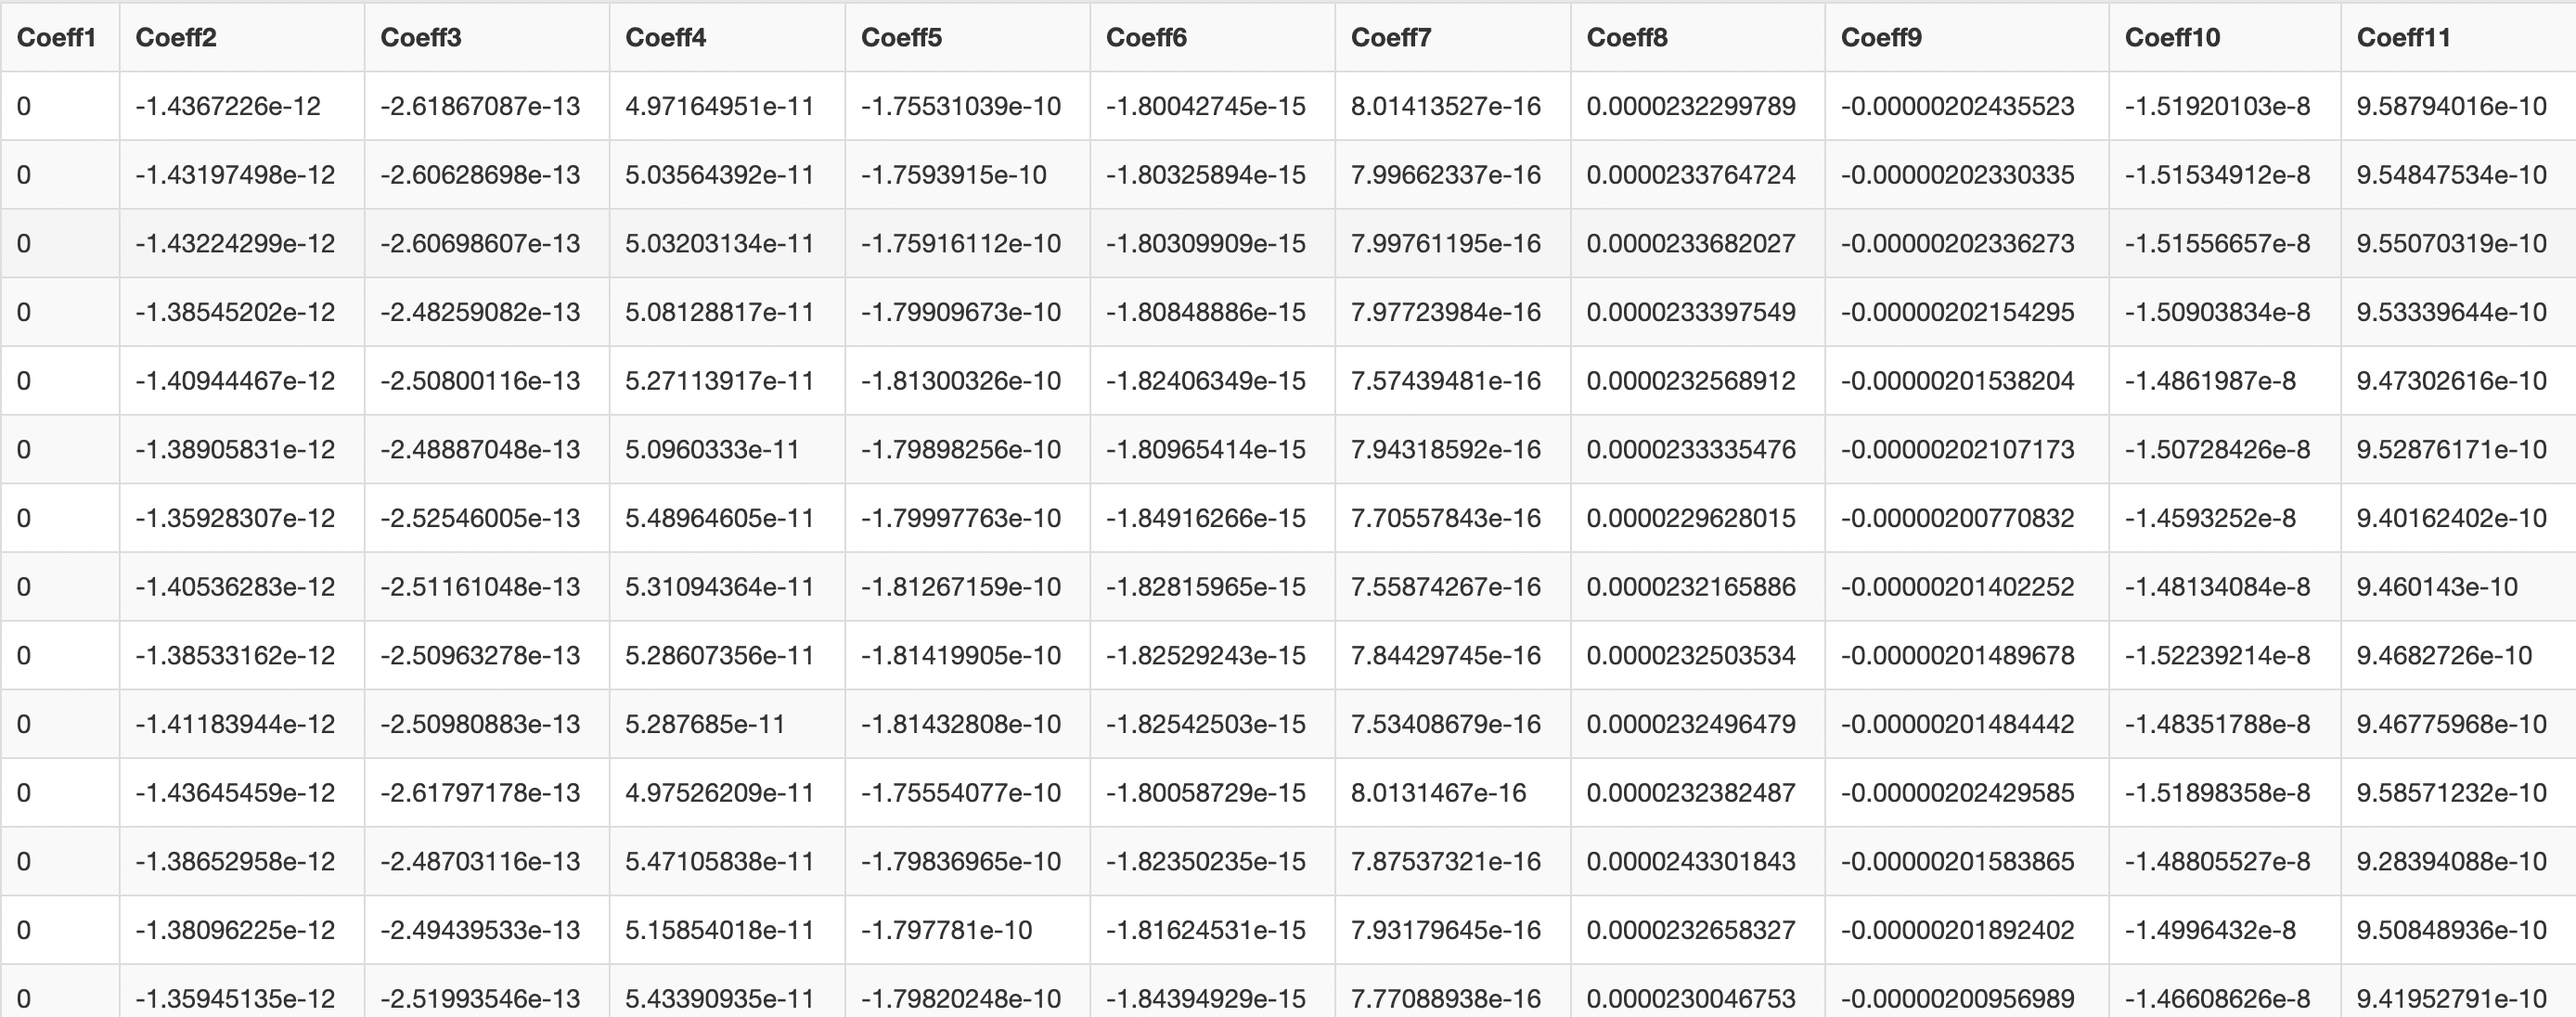 Coeff1 Coeff2 Coeff3 Coeff4 Coeff5 Coeff6 Coeff7 Coeff8 Coeff9 Coeff10 Coeff11
0 -1.4367226e-12 -2.61867087e-13 4.97164951e-11 -1.75531039e-10 -1.80042745e-15 8.01413527e-16 0.0000232299789 -0.00000202435523 -1.51920103e-8 9.58794016e-10
0 -1.43197498e-12 -2.60628698e-13 5.03564392e-11 -1.7593915e-10 -1.80325894e-15 7.99662337e-16 0.0000233764724 -0.00000202330335 -1.51534912e-8 9.54847534e-10
0 -1.43224299e-12 -2.60698607e-13 5.03203134e-11 -1.75916112e-10 -1.80309909e-15 7.99761195e-16 0.0000233682027 -0.00000202336273 -1.51556657e-8 9.55070319e-10
0 -1.38545202e-12 -2.48259082e-13 5.08128817e-11 -1.79909673e-10 -1.80848886e-15 7.97723984e-16 0.0000233397549 -0.00000202154295 -1.50903834e-8 9.53339644e-10
0 -1.40944467e-12 -2.50800116e-13 5.27113917e-11 -1.81300326e-10 -1.82406349e-15 7.57439481e-16 0.0000232568912 -0.00000201538204 -1.4861987e-8 9.47302616e-10
0 -1.38905831e-12 -2.48887048e-13 5.0960333e-11 -1.79898256e-10 -1.80965414e-15 7.94318592e-16 0.0000233335476 -0.00000202107173 -1.50728426e-8 9.52876171e-10
0 -1.35928307e-12 -2.52546005e-13 5.48964605e-11 -1.79997763e-10 -1.84916266e-15 7.70557843e-16 0.0000229628015 -0.00000200770832 -1.4593252e-8 9.40162402e-10
0 -1.40536283e-12 -2.51161048e-13 5.31094364e-11 -1.81267159e-10 -1.82815965e-15 7.55874267e-16 0.0000232165886 -0.00000201402252 -1.48134084e-8 9.460143e-10
0 -1.38533162e-12 -2.50963278e-13 5.28607356e-11 -1.81419905e-10 -1.82529243e-15 7.84429745e-16 0.0000232503534 -0.00000201489678 -1.52239214e-8 9.4682726e-10
0 -1.41183944e-12 -2.50980883e-13 5.287685e-11 -1.81432808e-10 -1.82542503e-15 7.53408679e-16 0.0000232496479 -0.00000201484442 -1.48351788e-8 9.46775968e-10
0 -1.43645459e-12 -2.61797178e-13 4.97526209e-11 -1.75554077e-10 -1.80058729e-15 8.0131467e-16 0.0000232382487 -0.00000202429585 -1.51898358e-8 9.58571232e-10
0 -1.38652958e-12 -2.48703116e-13 5.47105838e-11 -1.79836965e-10 -1.82350235e-15 7.87537321e-16 0.0000243301843 -0.00000201583865 -1.48805527e-8 9.28394088e-10
0 -1.38096225e-12 -2.49439533e-13 5.15854018e-11 -1.797781e-10 -1.81624531e-15 7.93179645e-16 0.0000232658327 -0.00000201892402 -1.4996432e-8 9.50848936e-10
0 -1.35945135e-12 -2.51993546e-13 5.43390935e-11 -1.79820248e-10 -1.84394929e-15 7.77088938e-16 0.0000230046753 -0.00000200956989 -1.46608626e-8 9.41952791e-10